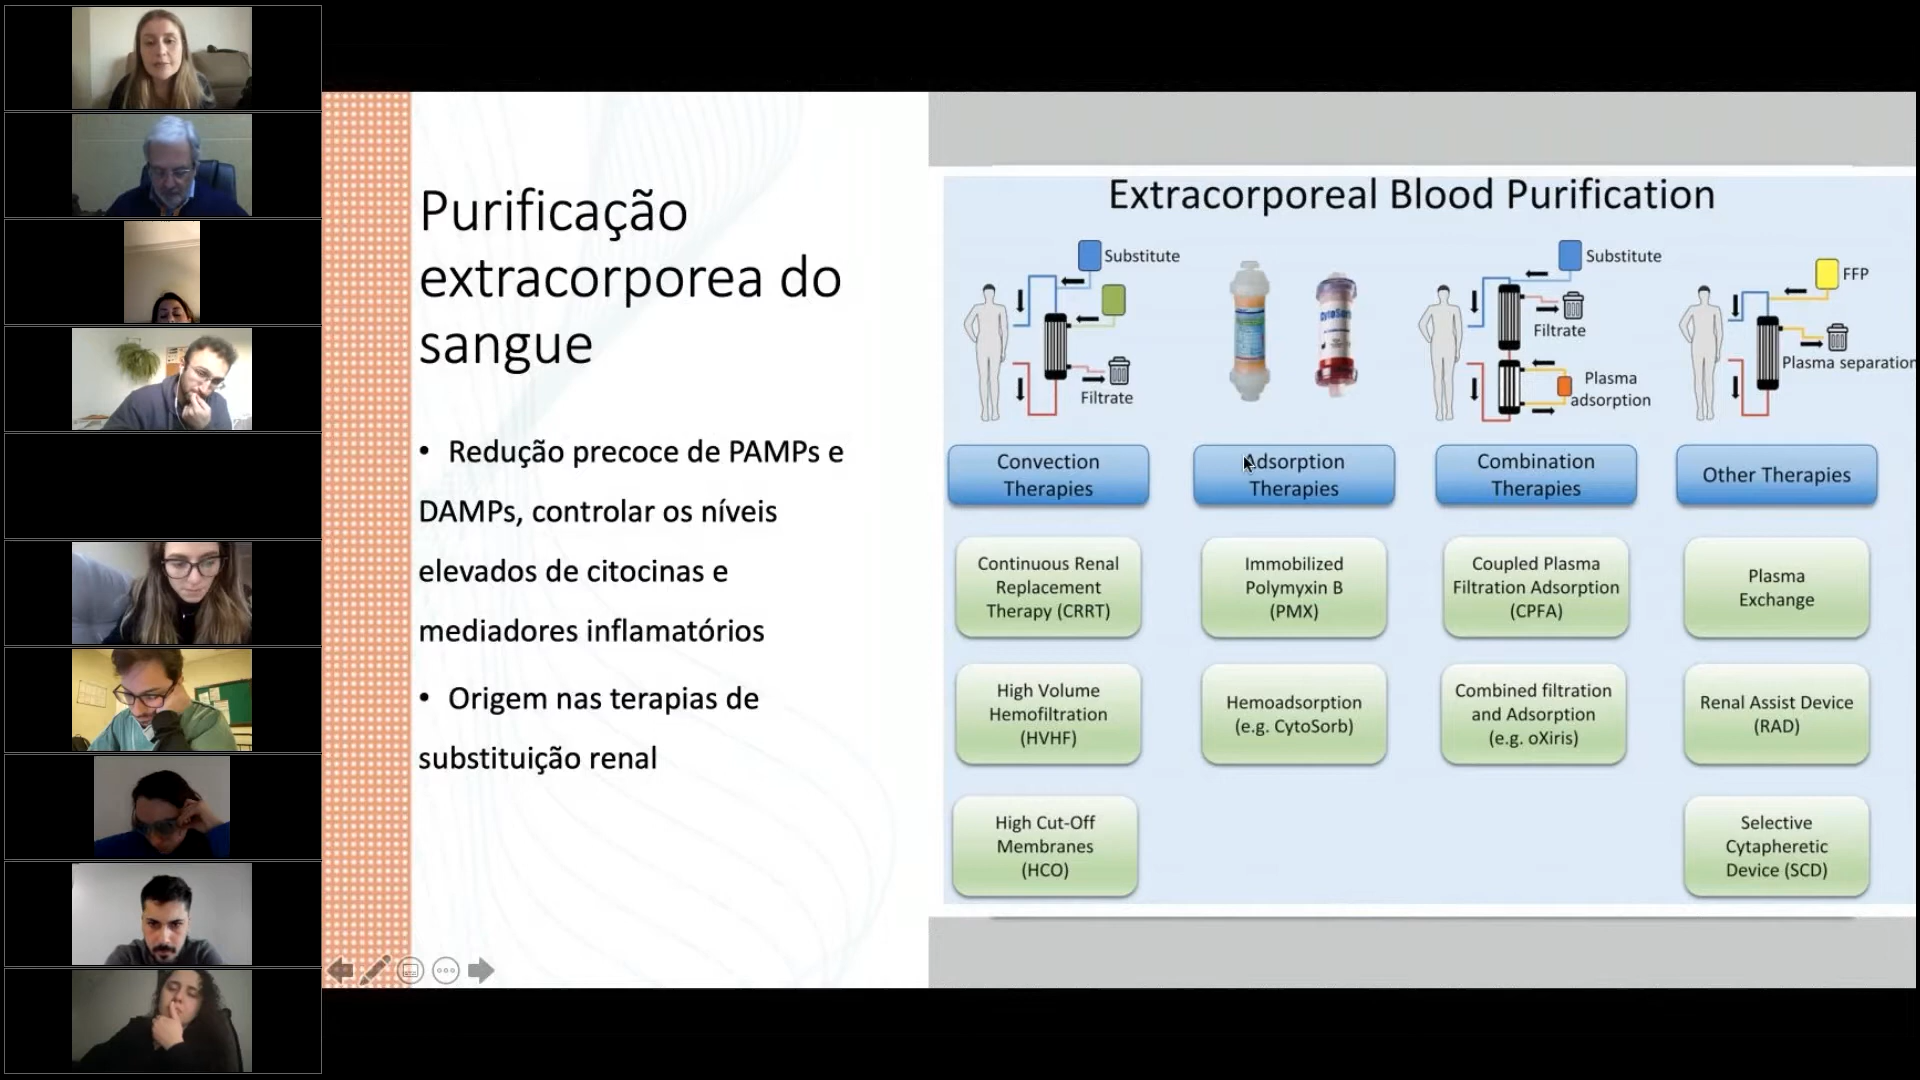 Purificação
extracorporea do
sangue
• Redução precoce de PAMPs e
DAMPs, controlar os níveis
elevados de citocinas e
mediadores inflamatórios
• Origem nas terapias de
substituição renal
Extracorporeal Blood Purification
Substitute
Filtrate
CytoSorb
Substitute
Filtrate
Plasma
adsorption
FFP
Plasma separation
Convection
Therapies
Adsorption
Therapies
Combination
Therapies
Other Therapies
Continuous Renal
Replacement
Therapy (CRRT)
Immobilized
Polymyxin B
(PMX)
Coupled Plasma
Filtration Adsorption
(CPFA)
Plasma
Exchange
High Volume
Hemofiltration
(HVHF)
Hemoadsorption
(e.g. CytoSorb)
Combined filtration
and Adsorption
(e.g. oXiris)
Renal Assist Device
(RAD)
High Cut-Off
Membranes
(HCO)
Selective
Cytapheretic
Device (SCD)